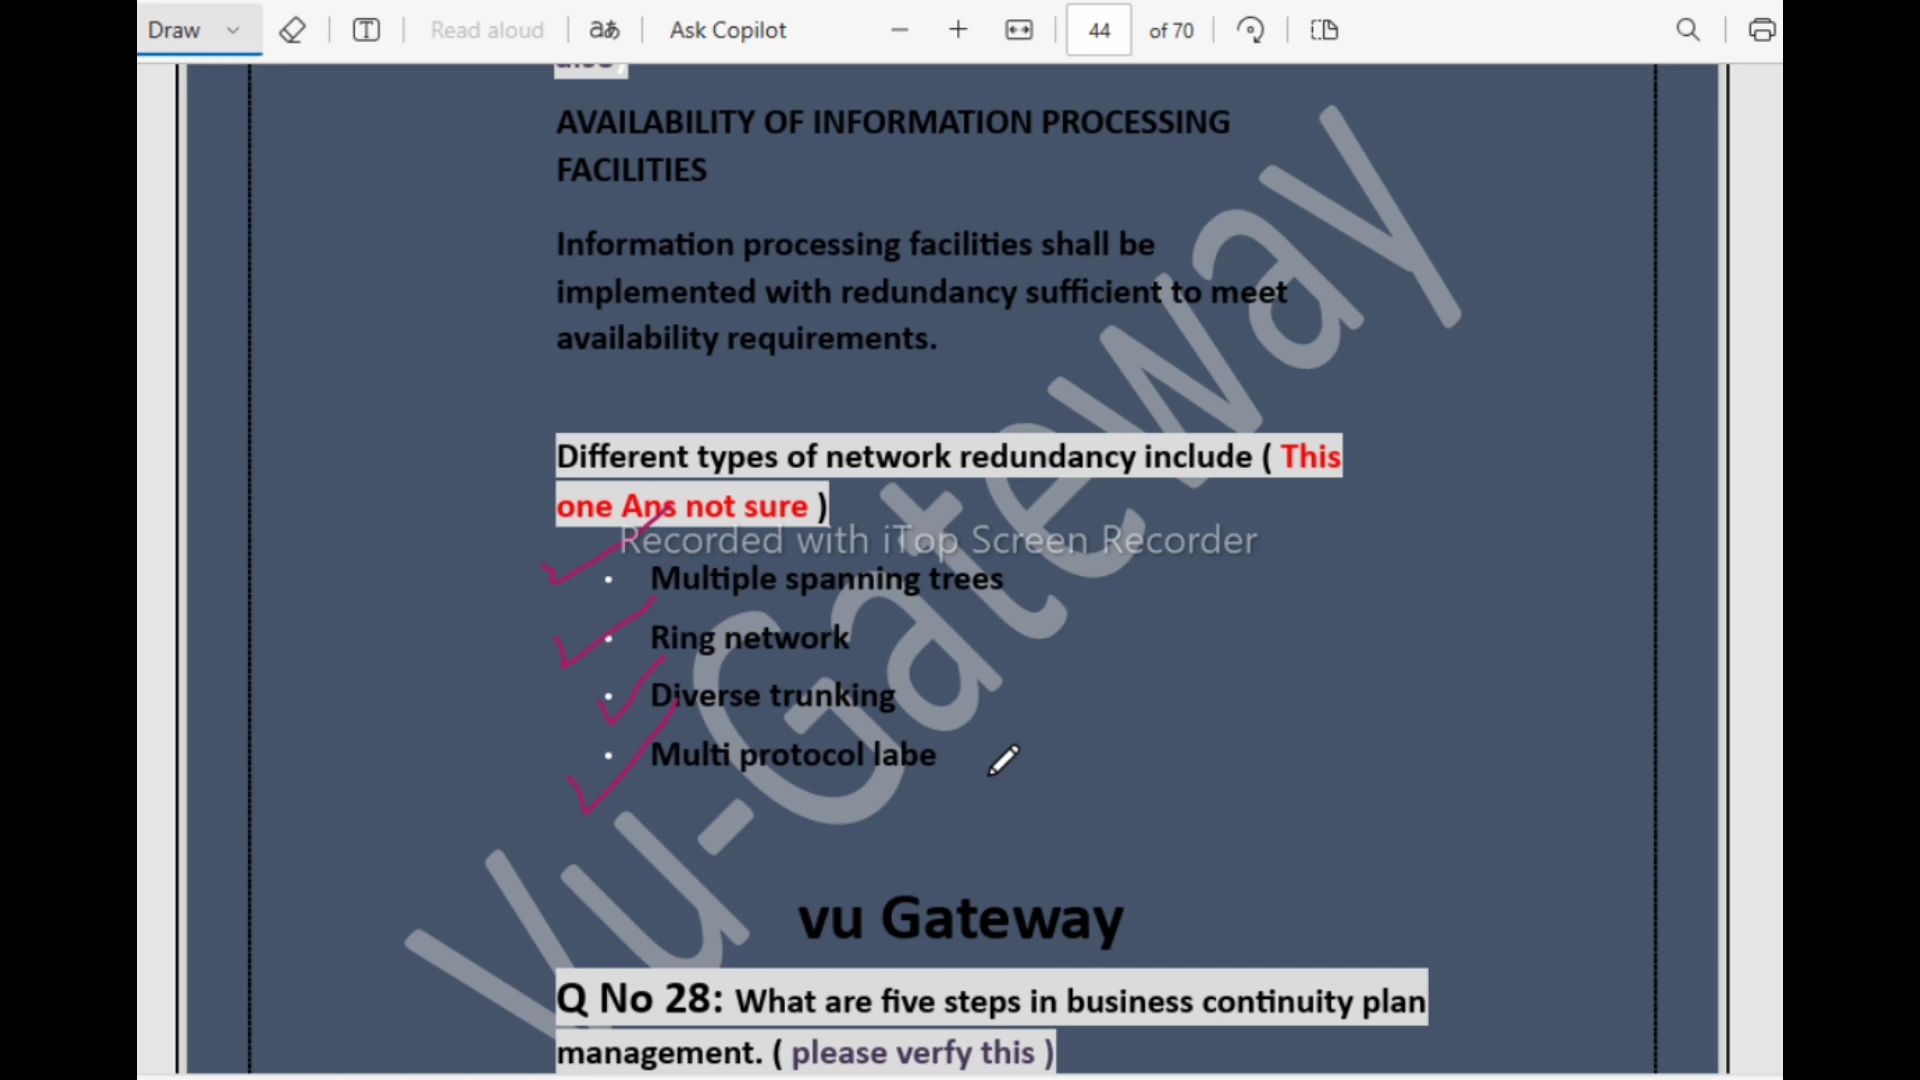 Draw
Read aloud
aあ
Ask Copilot
44
of 70
AVAILABILITY OF INFORMATION PROCESSING
FACILITIES
Information processing facilities shall be
implemented with redundancy sufficient to meet
availability requirements.
Different types of network redundancy include ( This
one Ans not sure )
Recorded with iTop Screen Recorder
• Multiple spanning trees
• Ring network
• Diverse trunking
• Multi protocol labe
Vu-Gateway
vu Gateway
Q No 28: What are five steps in business continuity plan
management. ( please verfy this )